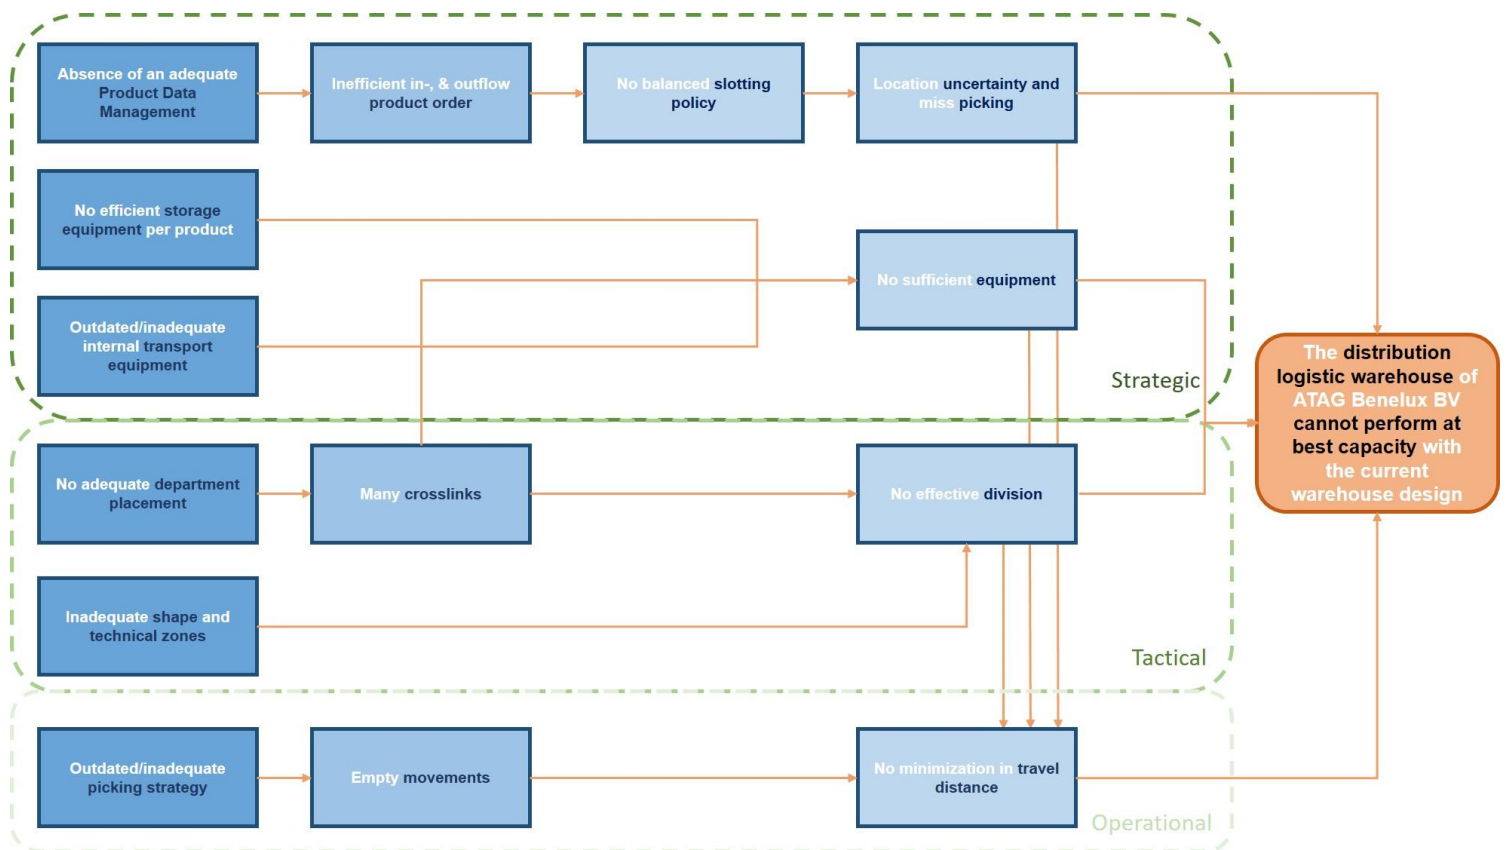 Absence of an adequate
Product Data
Management
Inefficient in-, & outflow
product order
No balanced slotting
policy
Location uncertainty and
miss picking
No efficient storage
equipment per product
No sufficient equipment
Outdated/inadequate
internal transport
equipment
Strategic
The distribution
logistic warehouse of
ATAG Benelux BV
cannot perform at
best capacity with
the current
warehouse design
No adequate department
placement
Many crosslinks
No effective division
Inadequate shape and
technical zones
Tactical
Outdated/inadequate
picking strategy
Empty movements
No minimization in travel
distance
Operational